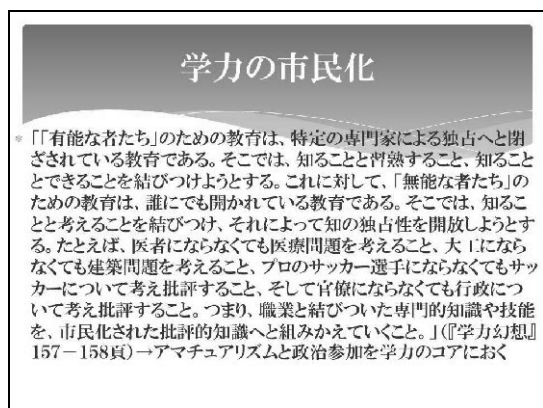 学力の市民化
* 「「有能な者たち」のための教育は、特定の専門家による独占へと閉
ざされている教育である。そこでは、知ることと習熟すること、知ること
とできることを結びつけようとする。これに対して、「無能な者たち」の
ための教育は、誰にでも開かれている教育である。そこでは、知るこ
とと考えることを結びつけ、それによって知の独占性を開放しようとす
る。たとえば、医者にならなくても医療問題を考えること、大工になら
なくても建築問題を考えること、プロのサッカー選手にならなくてもサッ
カーについて考え批評すること、そして官僚にならなくても行政につ
いて考え批評すること。つまり、職業と結びついた専門的知識や技能
を、市民化された批評的知識へと組みかえていくこと。」(『学力幻想』
157－158頁)→アマチュアリズムと政治参加を学力のコアにおく